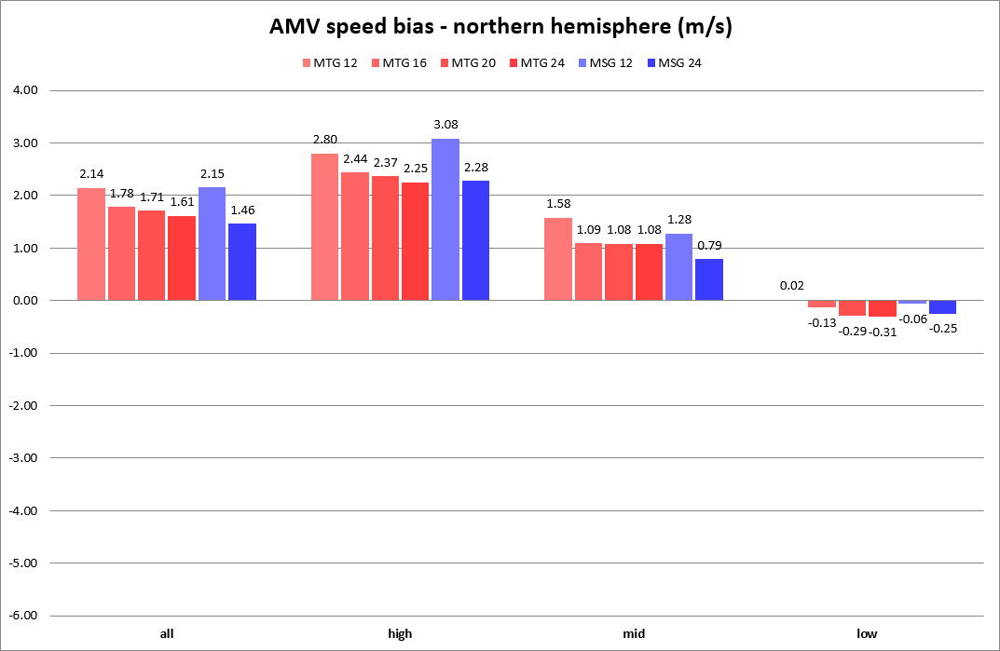 AMV speed bias - northern hemisphere (m/s)
MTG 12 MTG 16 MTG 20 MTG 24 MSG 12 MSG 24
4.00
3.00
2.00
1.00
0.00
-1.00
-2.00
-3.00
-4.00
-5.00
-6.00
2.14 1.78 1.71 1.61 2.15 1.46
2.80 2.44 2.37 2.25 3.08 2.28
1.58 1.09 1.08 1.08 1.28 0.79
0.02 -0.13 -0.29 -0.31 -0.06 -0.25
all high mid low